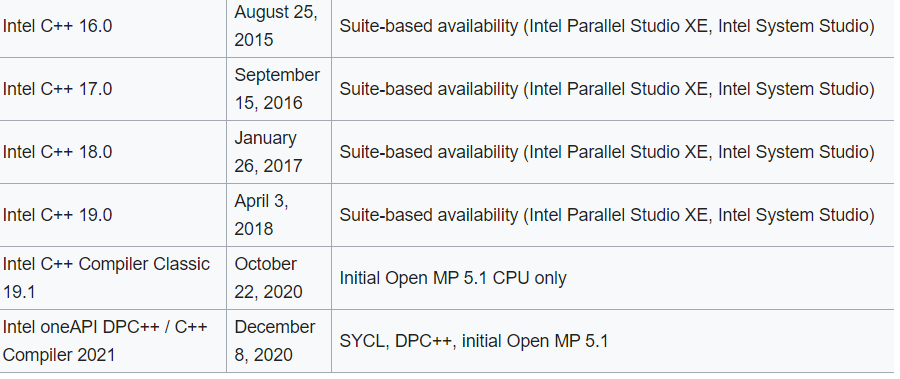 Intel C++ 16.0
August 25,
2015
Suite-based availability (Intel Parallel Studio XE, Intel System Studio)
Intel C++ 17.0
September
15, 2016
Suite-based availability (Intel Parallel Studio XE, Intel System Studio)
Intel C++ 18.0
January
26, 2017
Suite-based availability (Intel Parallel Studio XE, Intel System Studio)
Intel C++ 19.0
April 3,
2018
Suite-based availability (Intel Parallel Studio XE, Intel System Studio)
Intel C++ Compiler Classic
19.1
October
22, 2020
Initial Open MP 5.1 CPU only
Intel oneAPI DPC++ / C++
Compiler 2021
December
8, 2020
SYCL, DPC++, initial Open MP 5.1